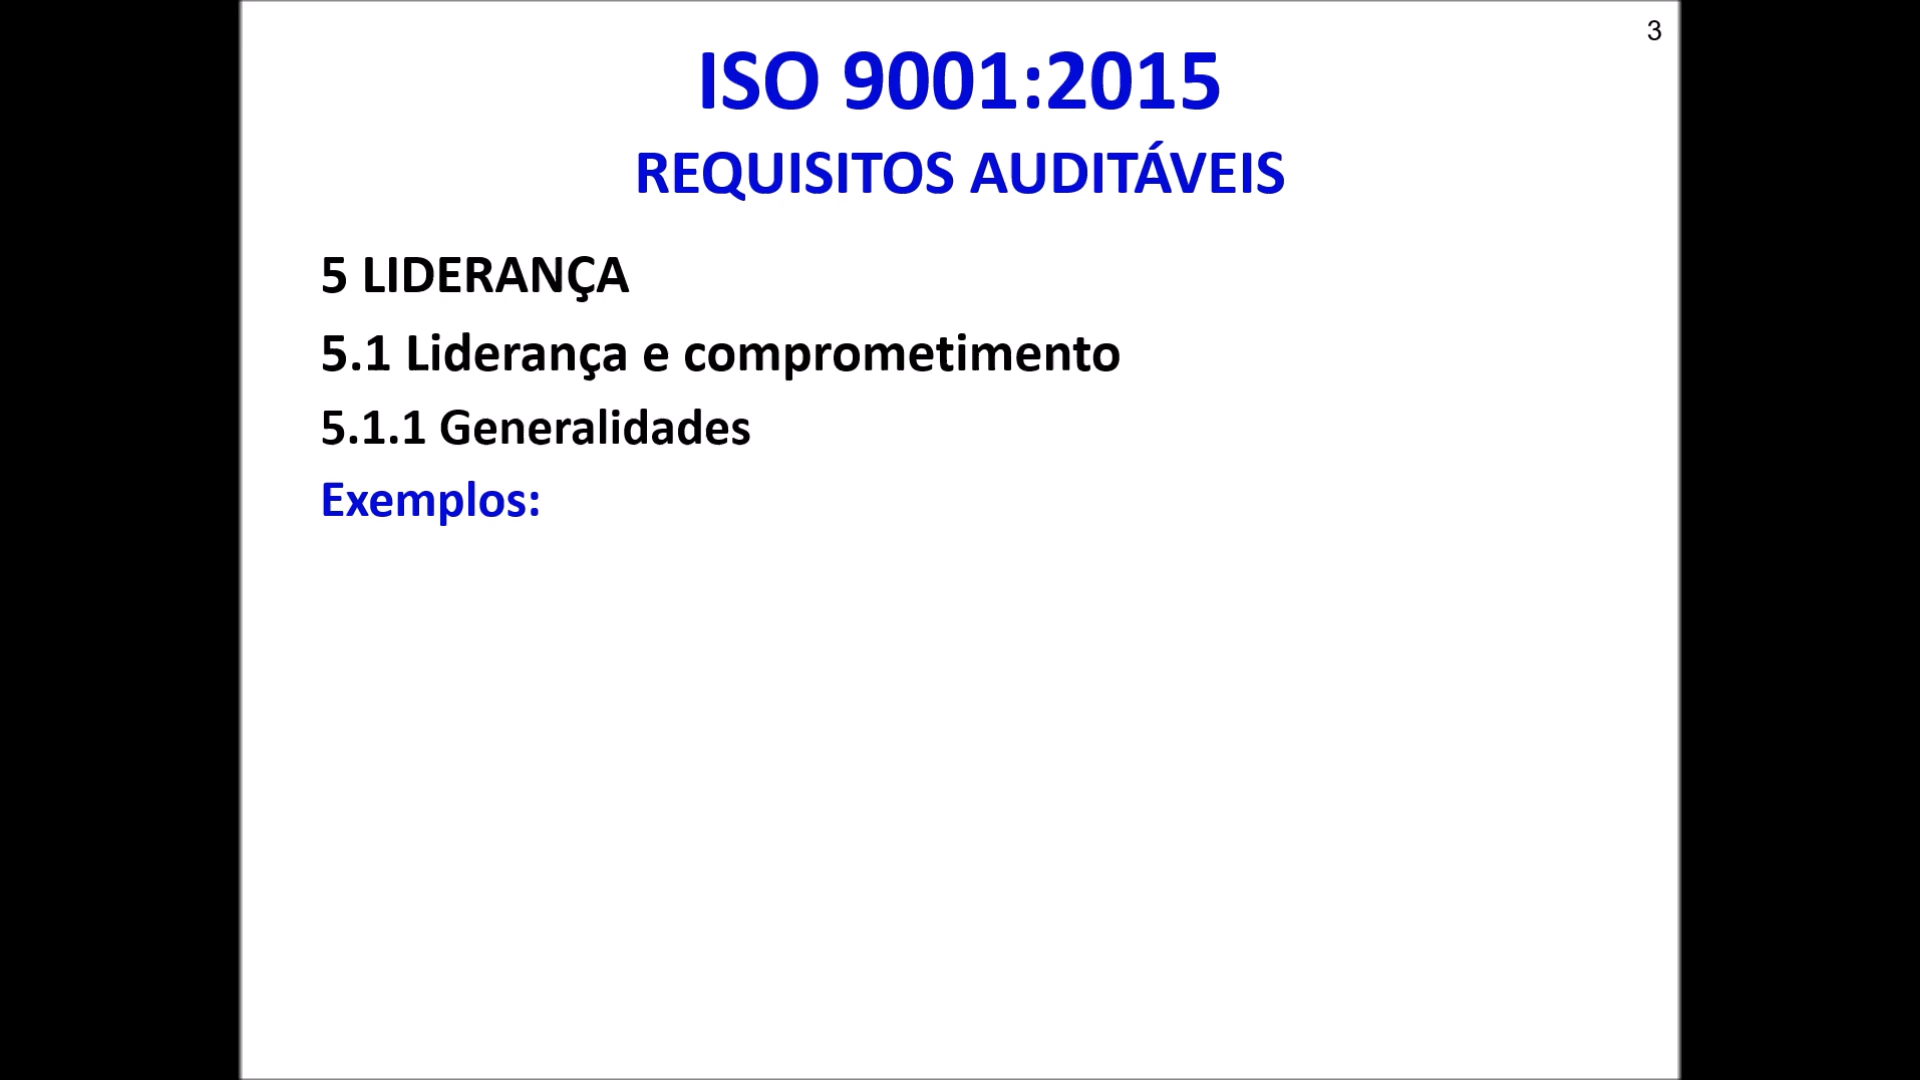 3
ISO 9001:2015
REQUISITOS AUDITÁVEIS
5 LIDERANÇA
5.1 Liderança e comprometimento
5.1.1 Generalidades
Exemplos: